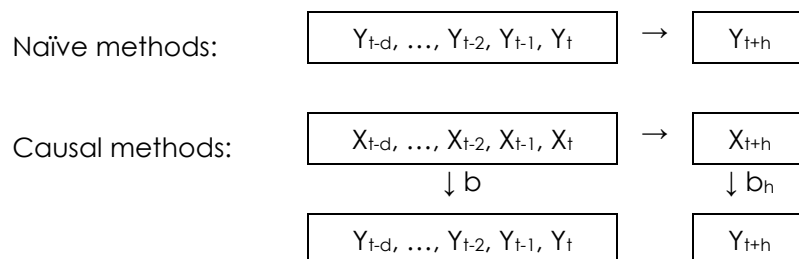 Naïve methods: Yt-d, …, Yt-2, Yt-1, Yt → Yt+h
Causal methods: Xt-d, …, Xt-2, Xt-1, Xt → Xt+h
↓ b ↓ bh
Yt-d, …, Yt-2, Yt-1, Yt Yt+h